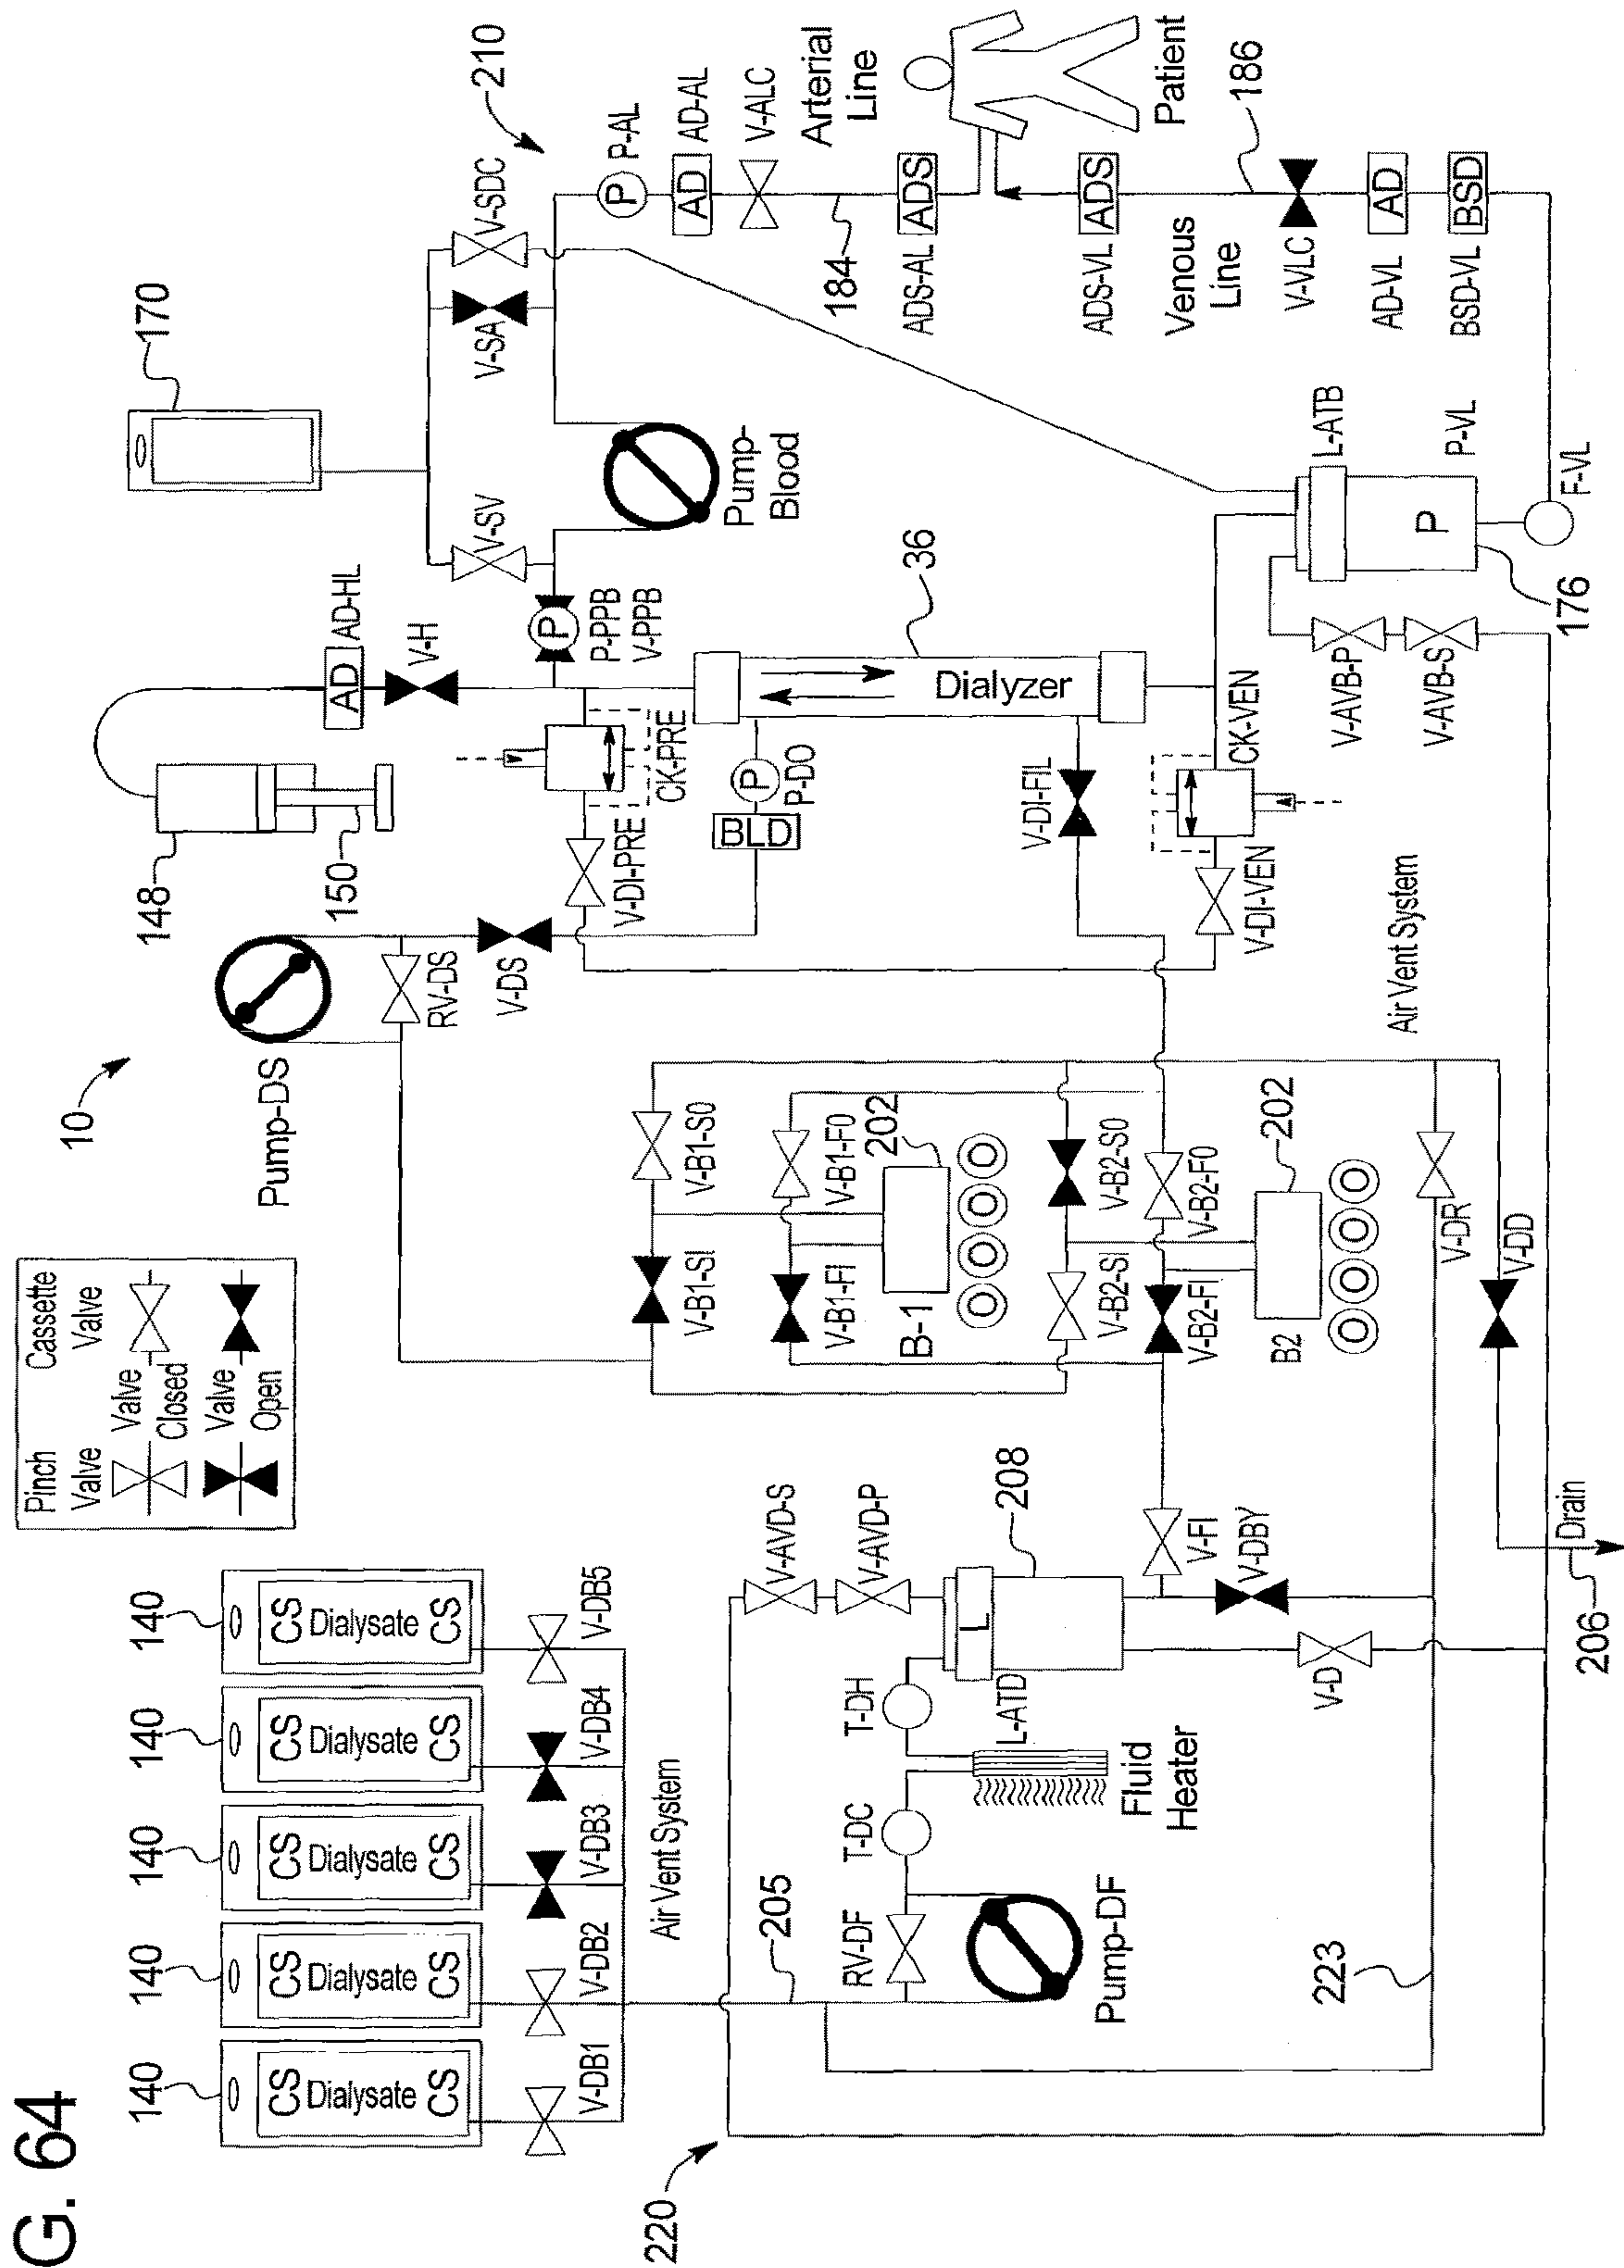 G. 64
140
140
140
140
140
CS Dialysate CS
CS Dialysate CS
CS Dialysate CS
CS Dialysate CS
CS Dialysate CS
V-DB1
V-DB2
V-DB3
V-DB4
V-DB5
Air Vent System
Pinch
Valve
Cassette
Valve
Valve
Closed
Valve
Open
10
Pump-DS
RV-DS
V-DS
148
150
AD
AD-HL
V-H
170
V-SV
V-SA
V-SDC
210
P
P-PPB
V-PPB
Pump-
Blood
P
P-AL
AD
AD-AL
V-ALC
Arterial
Line
184
ADS
ADS-AL
Patient
ADS
ADS-VL
Venous
Line
186
V-VLC
AD
AD-VL
BSD
BSD-VL
CK-PRE
V-DI-PRE
BLD
P
P-DO
Dialyzer
36
V-DI-FIL
CK-VEN
V-DI-VEN
L-ATB
P
P-VL
F-VL
176
V-AVB-P
V-AVB-S
Air Vent System
V-B1-SI
V-B1-S0
V-B1-FI
V-B1-F0
B-1
202
V-B2-SI
V-B2-S0
V-B2-FI
V-B2-F0
B2
202
V-DR
V-DD
220
205
RV-DF
Pump-DF
T-DC
T-DH
Fluid
Heater
L
L-ATD
208
V-AVD-S
V-AVD-P
V-FI
V-DBY
V-D
223
206
Drain